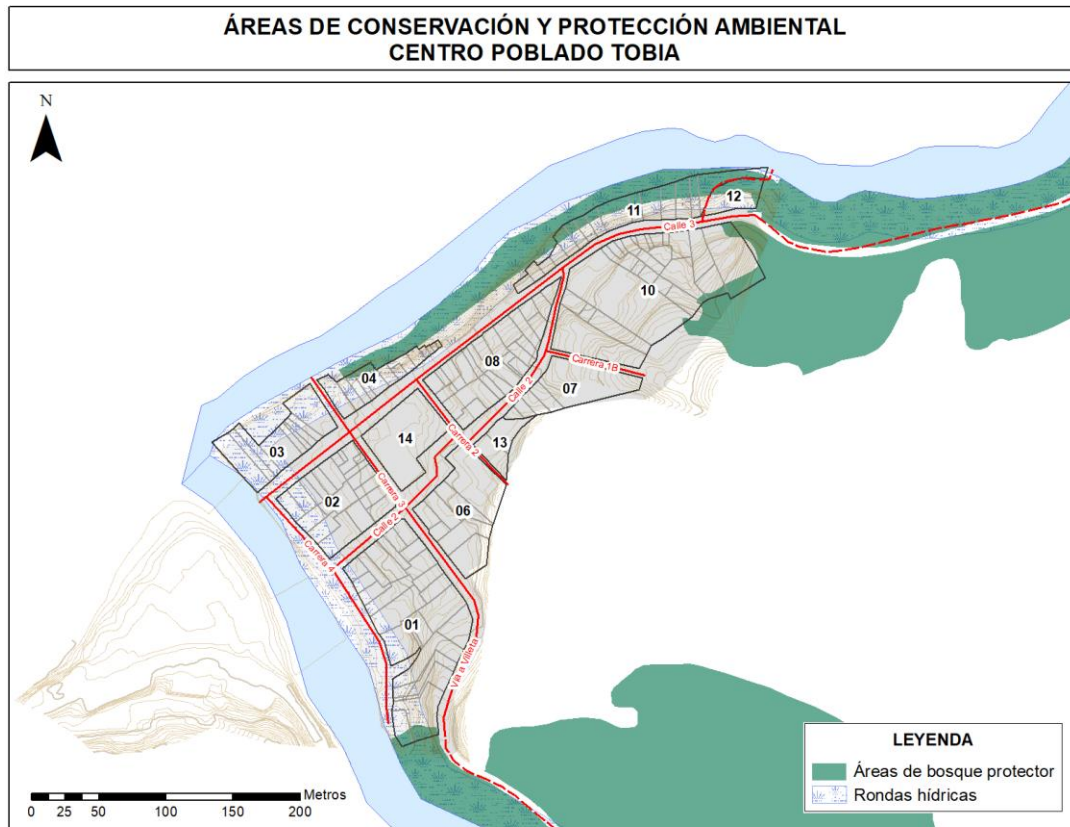 ÁREAS DE CONSERVACIÓN Y PROTECCIÓN AMBIENTAL
CENTRO POBLADO TOBIA
N
12
11
Calle 3
10
08
04
Carrera 1B
Calle 2
07
14
Carrera 2
13
03
02
Carrera 3
06
Calle 2
Carrera 4
01
Vía a Villeta
LEYENDA
Áreas de bosque protector
Rondas hídricas
Metros
0 25 50 100 150 200